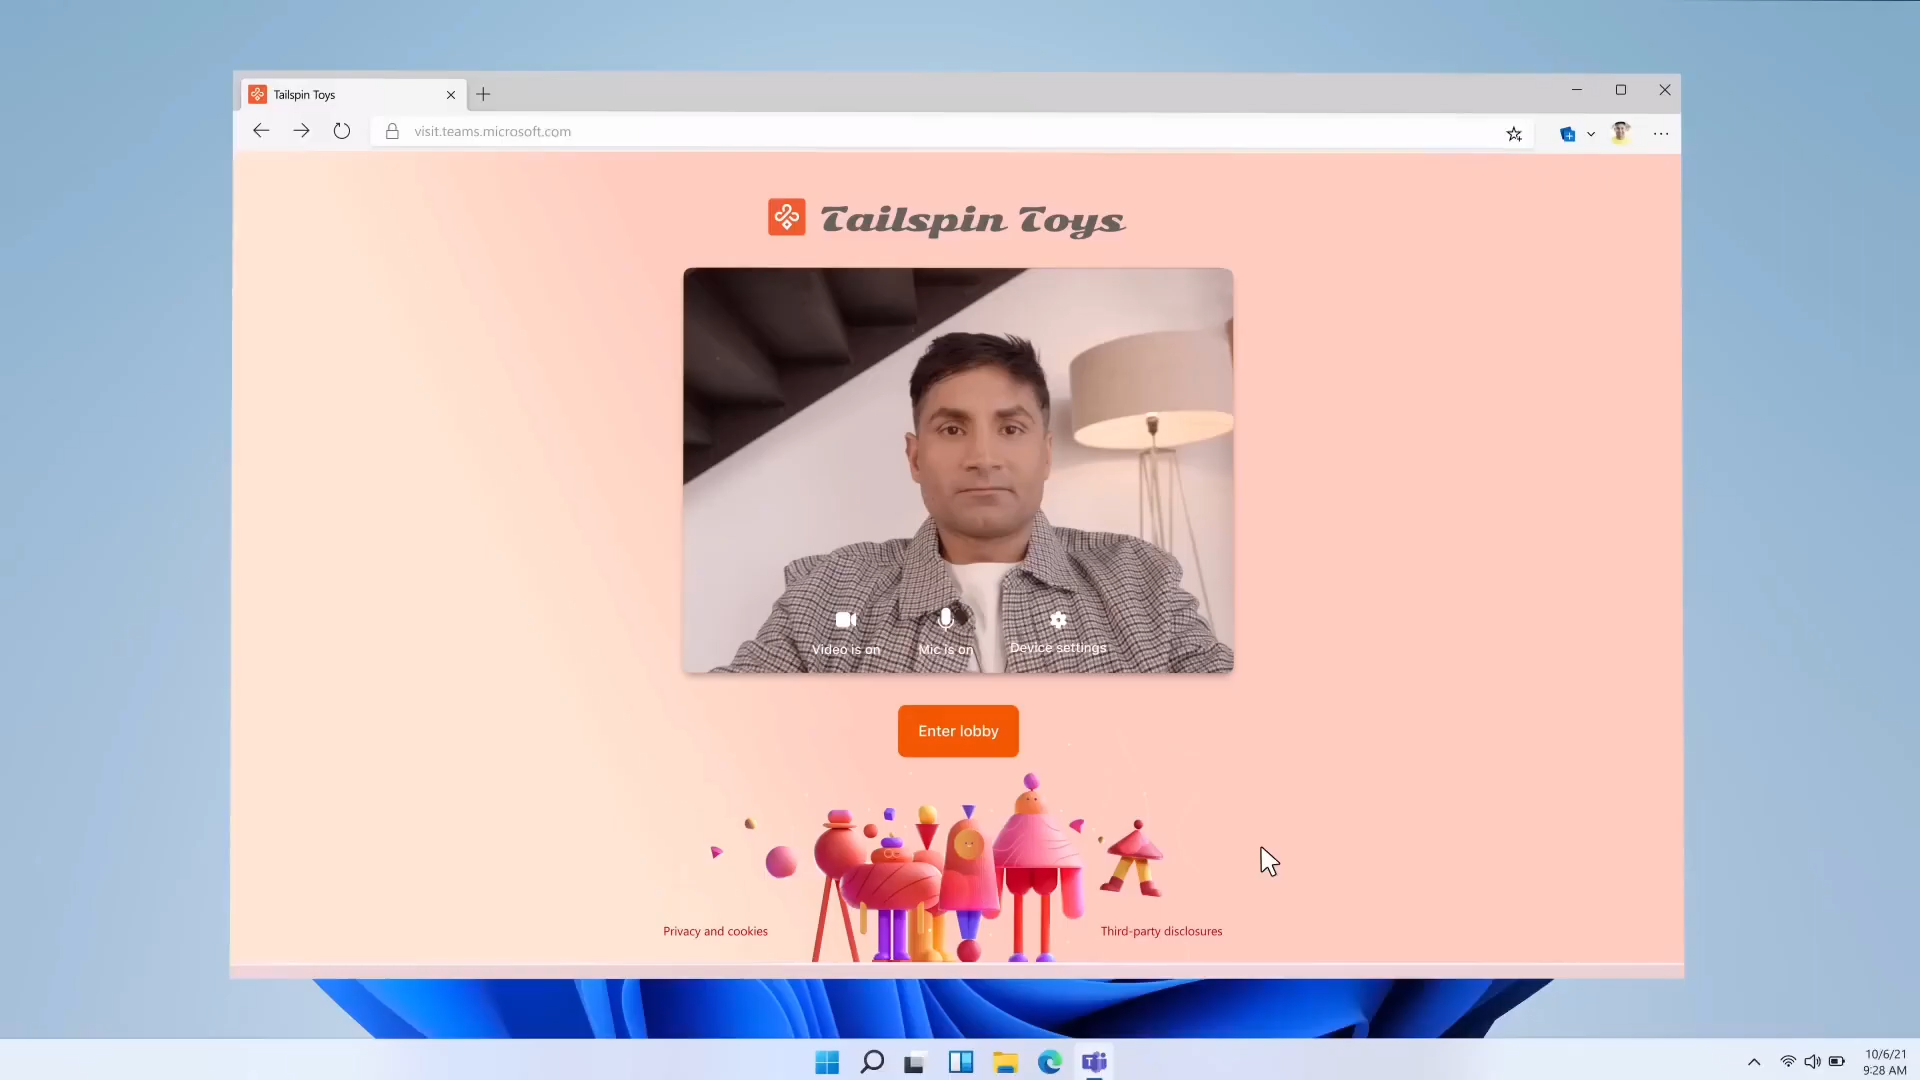 Tailspin Toys
visit.teams.microsoft.com
Tailspin Toys
Video is on
Mic is on
Device settings
Enter lobby
Privacy and cookies
Third-party disclosures
10/6/21
9:28 AM